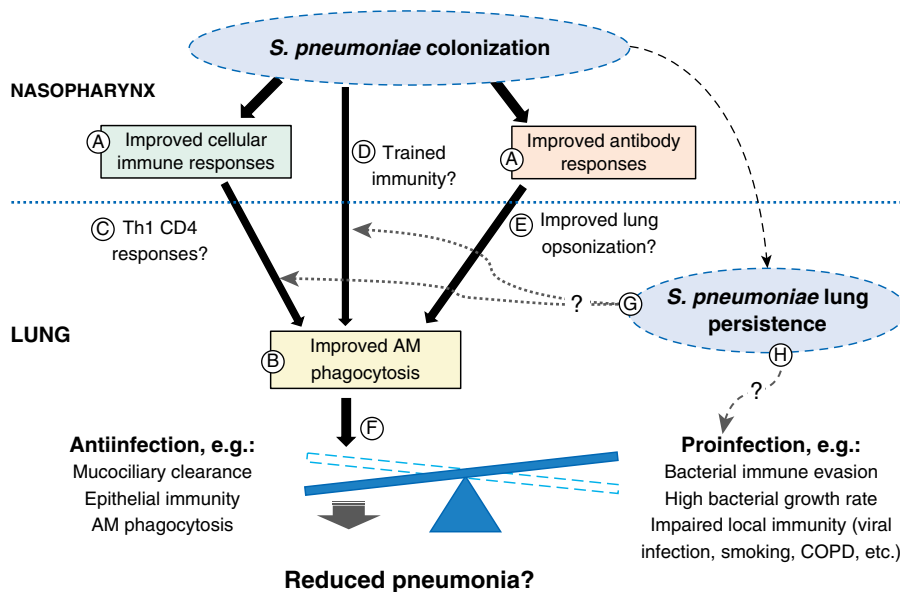 S. pneumoniae colonization
NASOPHARYNX
A
Improved cellular
immune responses
D
Trained
immunity?
A
Improved antibody
responses
C
Th1 CD4
responses?
E
Improved lung
opsonization?
?
G
S. pneumoniae lung
persistence
H
?
LUNG
B
Improved AM
phagocytosis
F
Antiinfection, e.g.:
Mucociliary clearance
Epithelial immunity
AM phagocytosis
Proinfection, e.g.:
Bacterial immune evasion
High bacterial growth rate
Impaired local immunity (viral
infection, smoking, COPD, etc.)
Reduced pneumonia?